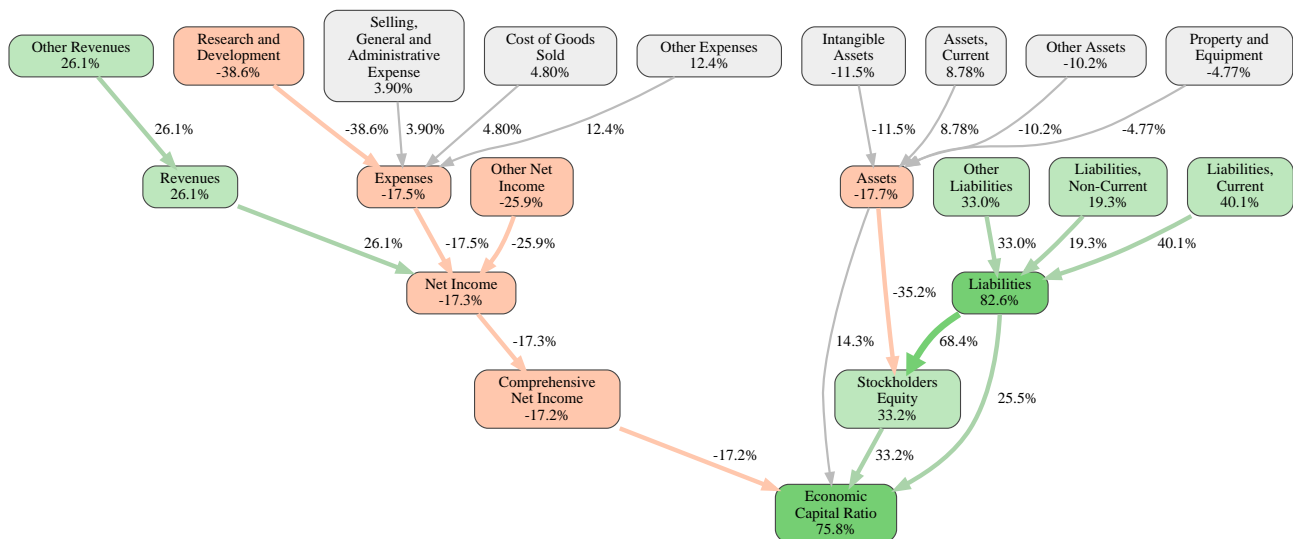 Other Revenues
26.1%
Research and
Development
-38.6%
Selling,
General and
Administrative
Expense
3.90%
Cost of Goods
Sold
4.80%
Other Expenses
12.4%
Intangible
Assets
-11.5%
Assets,
Current
8.78%
Other Assets
-10.2%
Property and
Equipment
-4.77%
26.1%
-38.6%
3.90%
4.80%
12.4%
-11.5%
8.78%
-10.2%
-4.77%
Revenues
26.1%
Expenses
-17.5%
Other Net
Income
-25.9%
Assets
-17.7%
Other
Liabilities
33.0%
Liabilities,
Non-Current
19.3%
Liabilities,
Current
40.1%
26.1%
-17.5%
-25.9%
33.0%
19.3%
40.1%
Net Income
-17.3%
-35.2%
Liabilities
82.6%
-17.3%
14.3%
68.4%
Comprehensive
Net Income
-17.2%
Stockholders
Equity
33.2%
25.5%
-17.2%
33.2%
Economic
Capital Ratio
75.8%